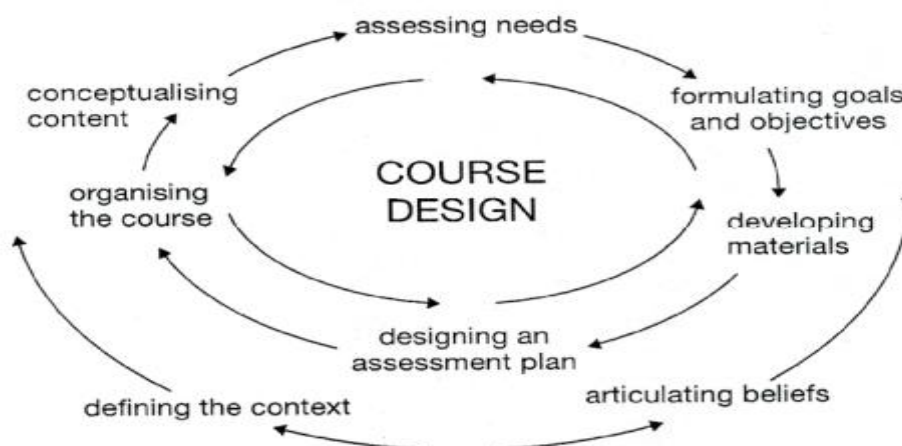 assessing needs
conceptualising
content
formulating goals
and objectives
COURSE
DESIGN
organising
the course
developing
materials
designing an
assessment plan
defining the context
articulating beliefs